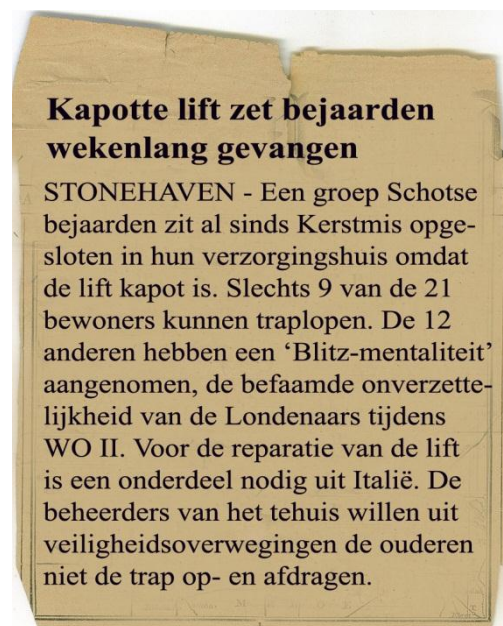 Kapotte lift zet bejaarden
wekenlang gevangen
STONEHAVEN - Een groep Schotse
bejaarden zit al sinds Kerstmis opge-
sloten in hun verzorgingshuis omdat
de lift kapot is. Slechts 9 van de 21
bewoners kunnen traplopen. De 12
anderen hebben een ‘Blitz-mentaliteit’
aangenomen, de befaamde onverzette-
lijkheid van de Londenaars tijdens
WO II. Voor de reparatie van de lift
is een onderdeel nodig uit Italië. De
beheerders van het tehuis willen uit
veiligheidsoverwegingen de ouderen
niet de trap op- en afdragen.